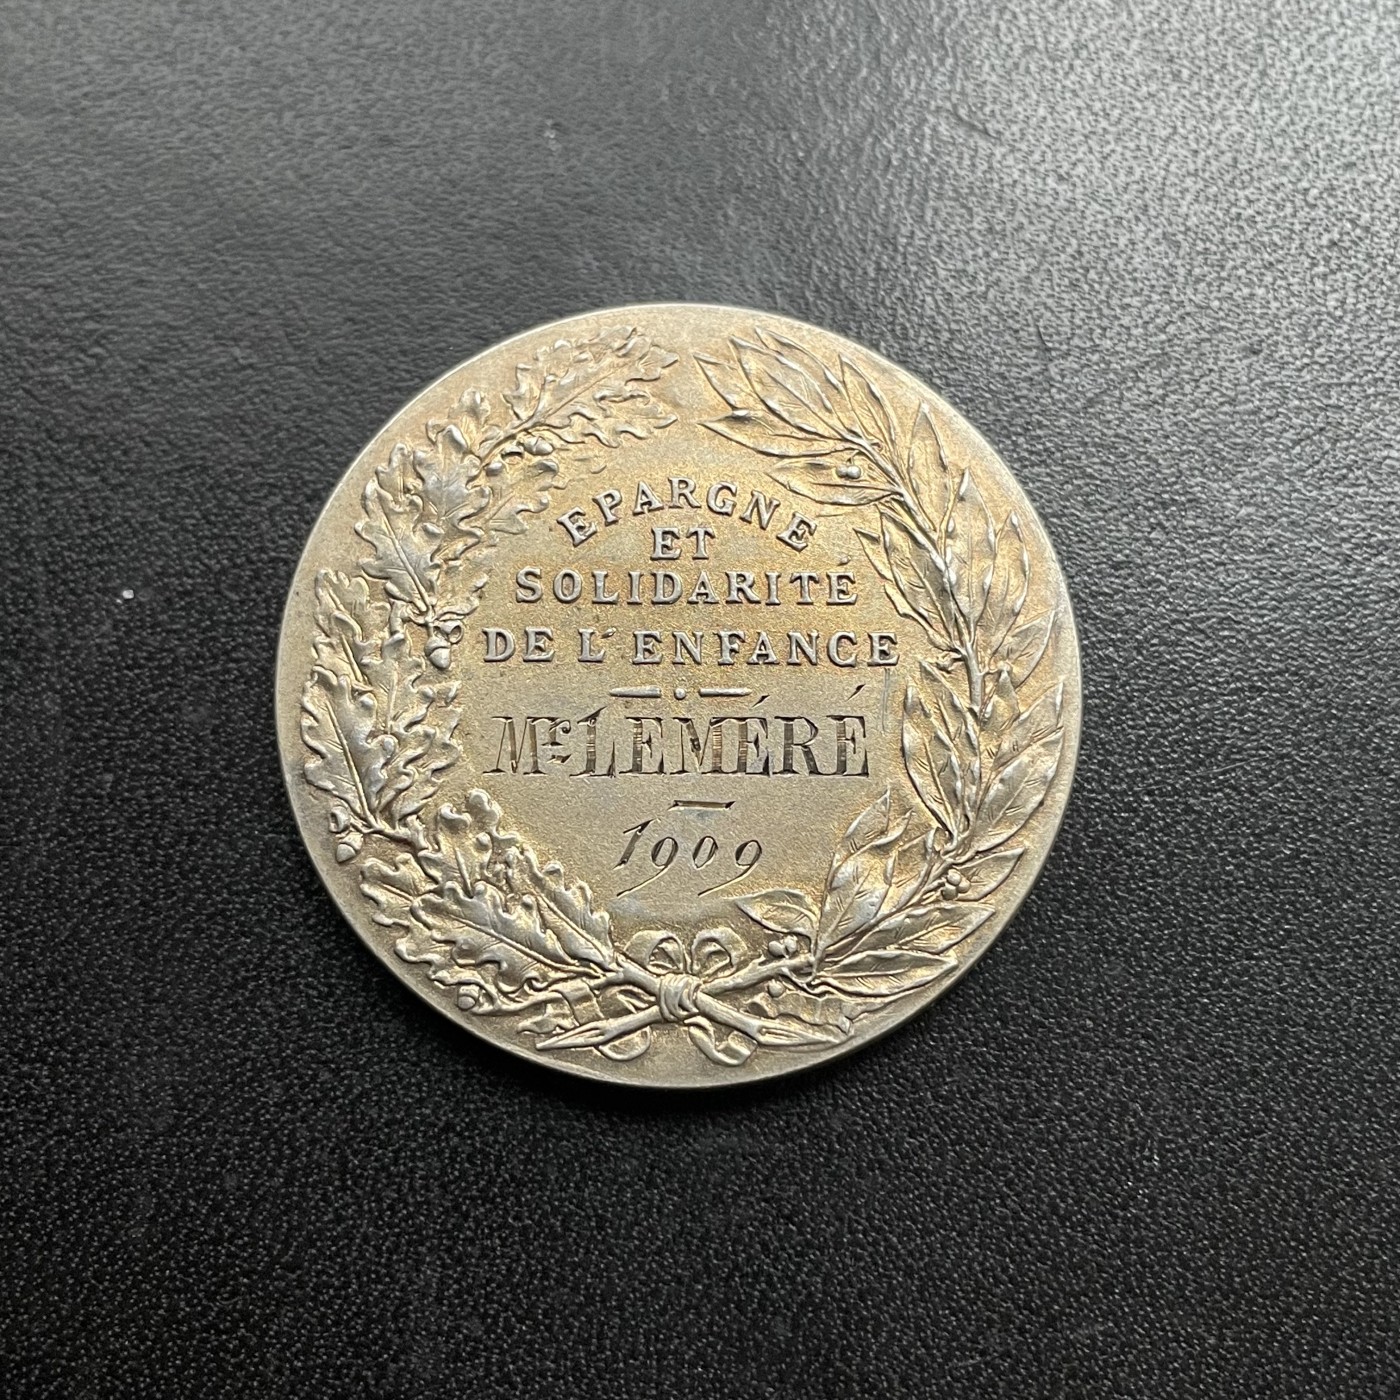 EPARGNE
ET
SOLIDARITÉ
DE L'ENFANCE
Mr LEMÉRÉ
1909